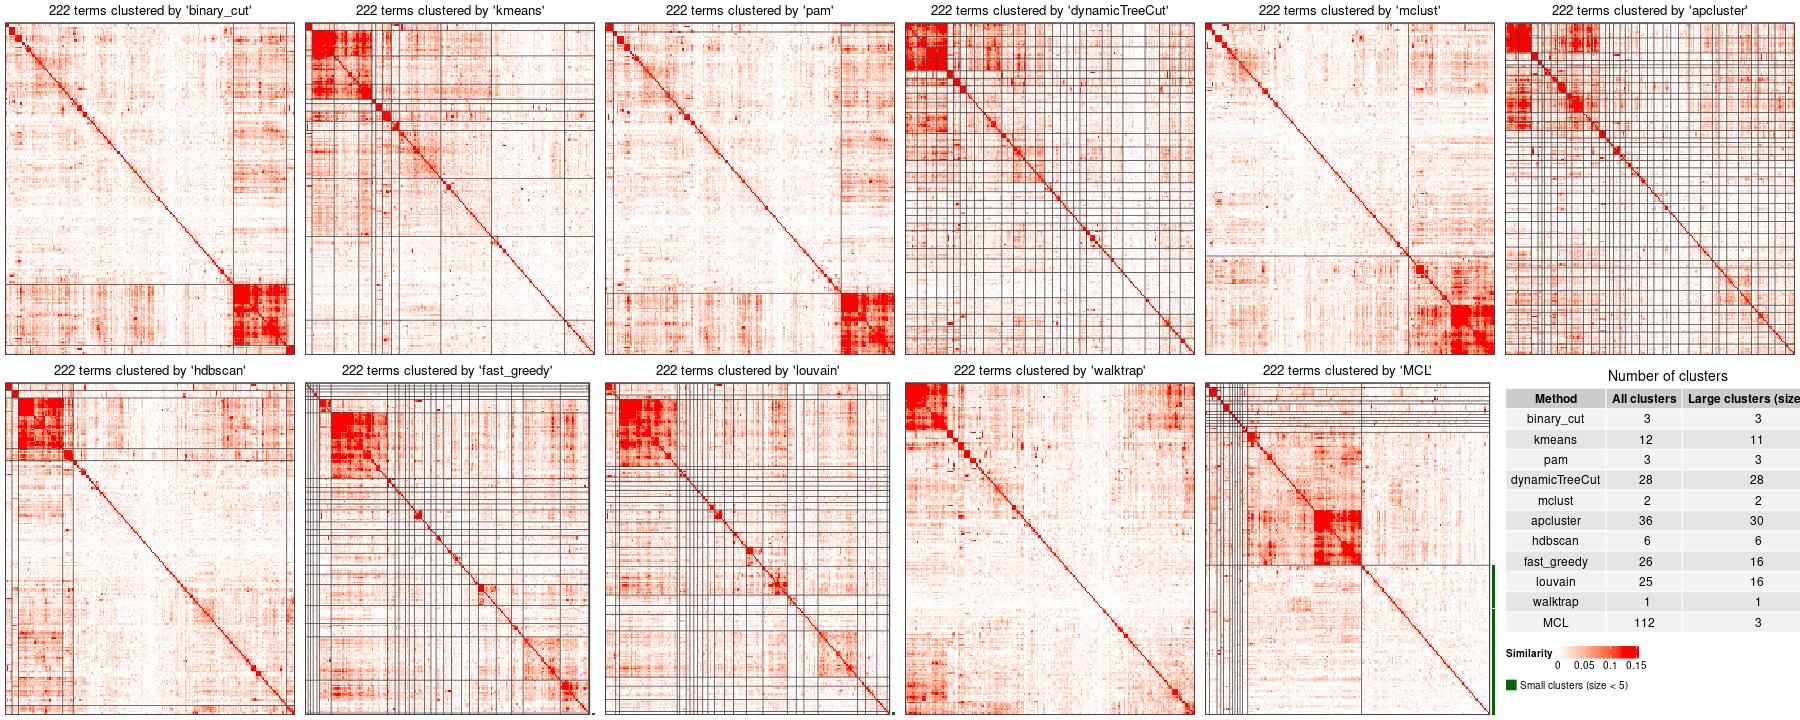 222 terms clustered by 'binary_cut'
222 terms clustered by 'kmeans'
222 terms clustered by 'pam'
222 terms clustered by 'dynamicTreeCut'
222 terms clustered by 'mclust'
222 terms clustered by 'apcluster'
222 terms clustered by 'hdbscan'
222 terms clustered by 'fast_greedy'
222 terms clustered by 'louvain'
222 terms clustered by 'walktrap'
222 terms clustered by 'MCL'
Number of clusters
Method All clusters Large clusters (size
binary_cut 3 3
kmeans 12 11
pam 3 3
dynamicTreeCut 28 28
mclust 2 2
apcluster 36 30
hdbscan 6 6
fast_greedy 26 16
louvain 25 16
walktrap 1 1
MCL 112 3
Similarity
0 0.05 0.1 0.15
Small clusters (size < 5)